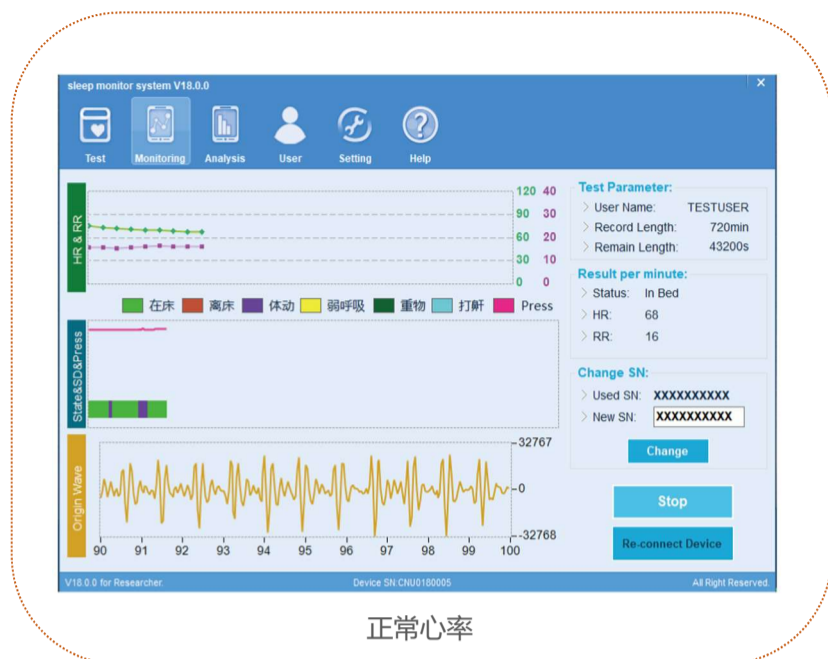 sleep monitor system V18.0.0
Test Monitoring Analysis User Setting Help
HR & RR
120 40
90 30
60 20
30 10
0 0
在床 离床 体动 弱呼吸 重物 打鼾 Press
State&SD&Press
Origin Wave
32767
0
-32768
90 91 92 93 94 95 96 97 98 99 100
Test Parameter:
User Name: TESTUSER
Record Length: 720min
Remain Length: 43200s
Result per minute:
Status: In Bed
HR: 68
RR: 16
Change SN:
Used SN: XXXXXXXXXX
New SN: XXXXXXXXXX
Change
Stop
Re-connect Device
V18.0.0 for Researcher. Device SN:CNU0180005 All Right Reserved.
正常心率